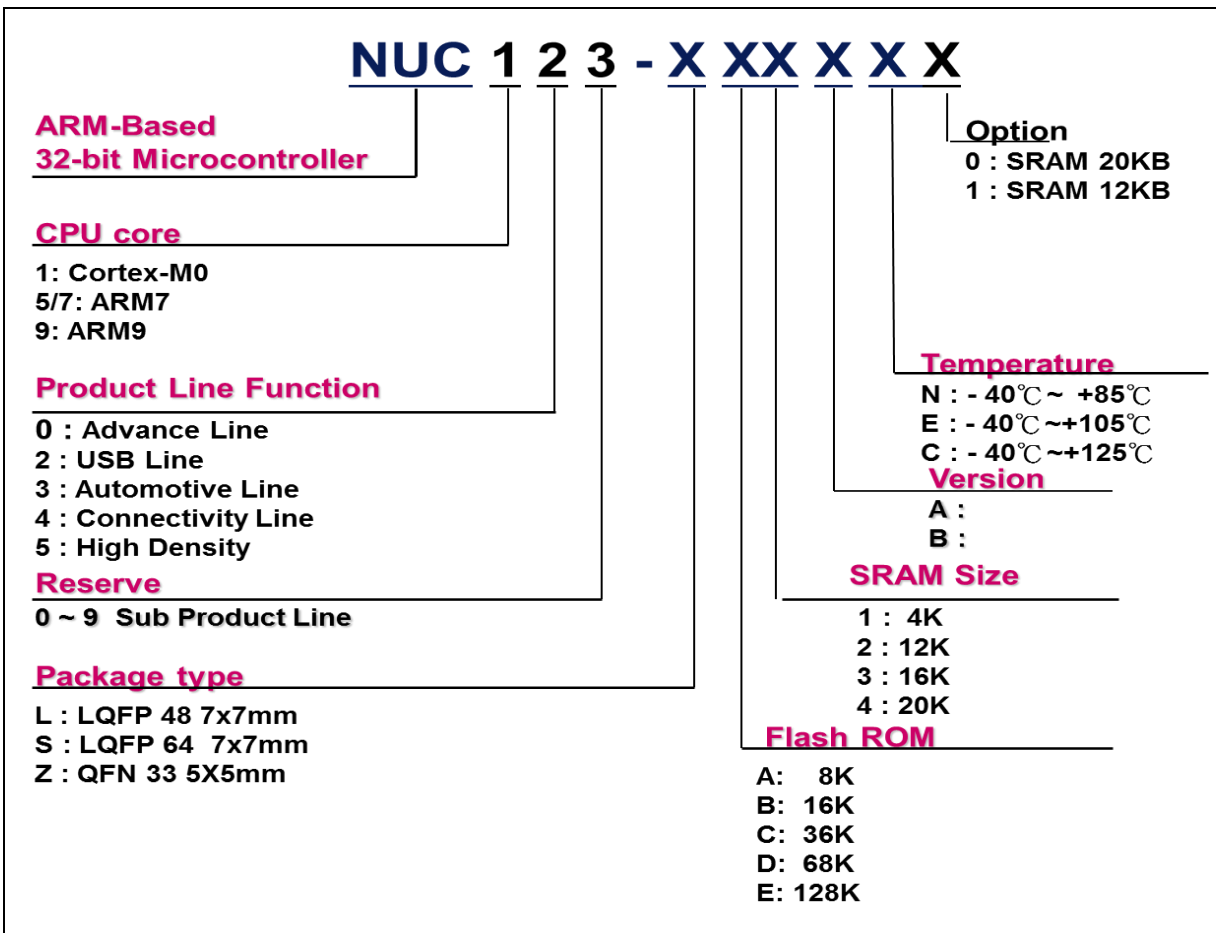 NUC 1 2 3 - X XX X X X
ARM-Based
32-bit Microcontroller
CPU core
1: Cortex-M0
5/7: ARM7
9: ARM9
Product Line Function
0 : Advance Line
2 : USB Line
3 : Automotive Line
4 : Connectivity Line
5 : High Density
Reserve
0 ~ 9 Sub Product Line
Package type
L : LQFP 48 7x7mm
S : LQFP 64 7x7mm
Z : QFN 33 5X5mm
Option
0 : SRAM 20KB
1 : SRAM 12KB
Temperature
N : - 40℃ ~ +85℃
E : - 40℃ ~+105℃
C : - 40℃ ~+125℃
Version
A :
B :
SRAM Size
1 : 4K
2 : 12K
3 : 16K
4 : 20K
Flash ROM
A: 8K
B: 16K
C: 36K
D: 68K
E: 128K